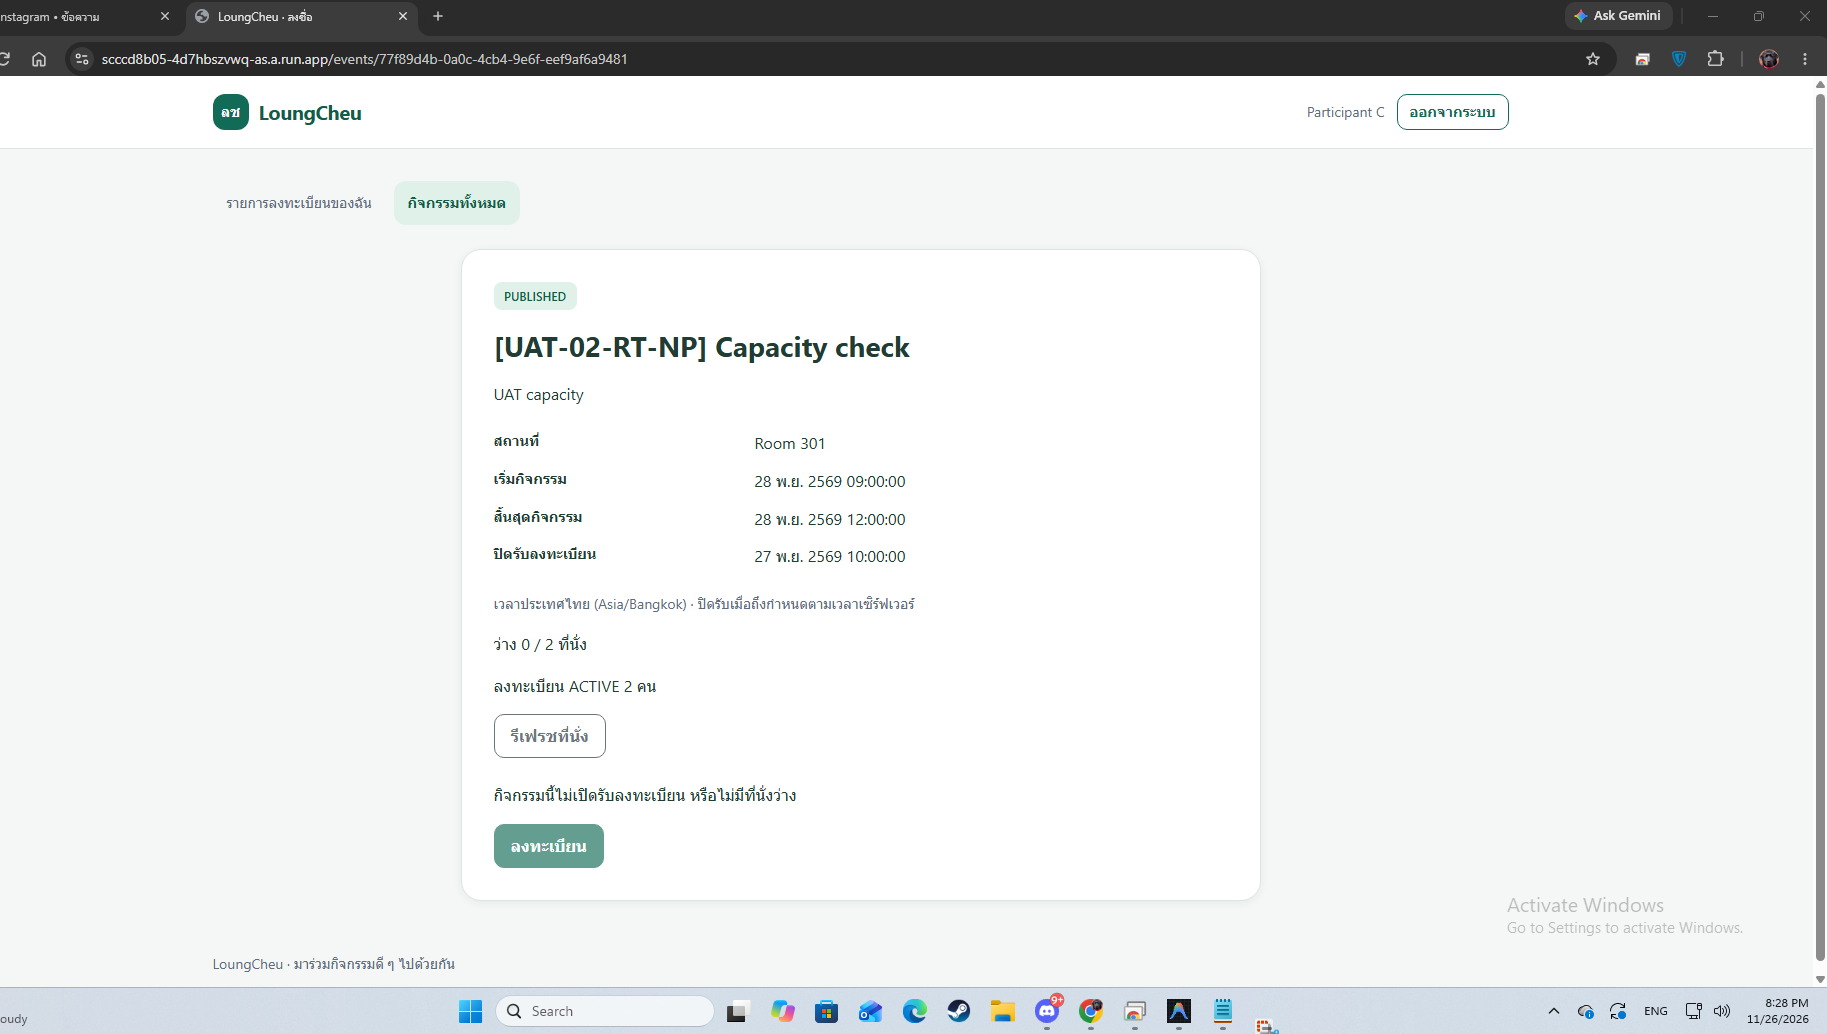 nstagram • ข้อความ
LoungCheu · ลงชื่อ
Ask Gemini
scccd8b05-4d7hbszvwq-as.a.run.app/events/77f89d4b-0a0c-4cb4-9e6f-eef9af6a9481
ลช LoungCheu
Participant C
ออกจากระบบ
รายการลงทะเบียนของฉัน
กิจกรรมทั้งหมด
PUBLISHED
[UAT-02-RT-NP] Capacity check
UAT capacity
สถานที่ Room 301
เริ่มกิจกรรม 28 พ.ย. 2569 09:00:00
สิ้นสุดกิจกรรม 28 พ.ย. 2569 12:00:00
ปิดรับลงทะเบียน 27 พ.ย. 2569 10:00:00
เวลาประเทศไทย (Asia/Bangkok) · ปิดรับเมื่อถึงกำหนดตามเวลาเซิร์ฟเวอร์
ว่าง 0 / 2 ที่นั่ง
ลงทะเบียน ACTIVE 2 คน
รีเฟรชที่นั่ง
กิจกรรมนี้ไม่เปิดรับลงทะเบียน หรือไม่มีที่นั่งว่าง
ลงทะเบียน
Activate Windows
Go to Settings to activate Windows.
LoungCheu · มาร่วมกิจกรรมดี ๆ ไปด้วยกัน
oudy
Search
9+
ENG
8:28 PM
11/26/2026